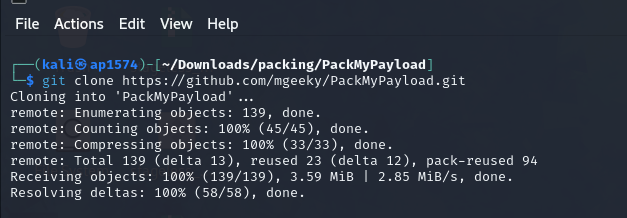 File Actions Edit View Help
┌──(kali㉿ap1574)-[~/Downloads/packing/PackMyPayload]
└─$ git clone https://github.com/mgeeky/PackMyPayload.git
Cloning into 'PackMyPayload'...
remote: Enumerating objects: 139, done.
remote: Counting objects: 100% (45/45), done.
remote: Compressing objects: 100% (33/33), done.
remote: Total 139 (delta 13), reused 23 (delta 12), pack-reused 94
Receiving objects: 100% (139/139), 3.59 MiB | 2.85 MiB/s, done.
Resolving deltas: 100% (58/58), done.